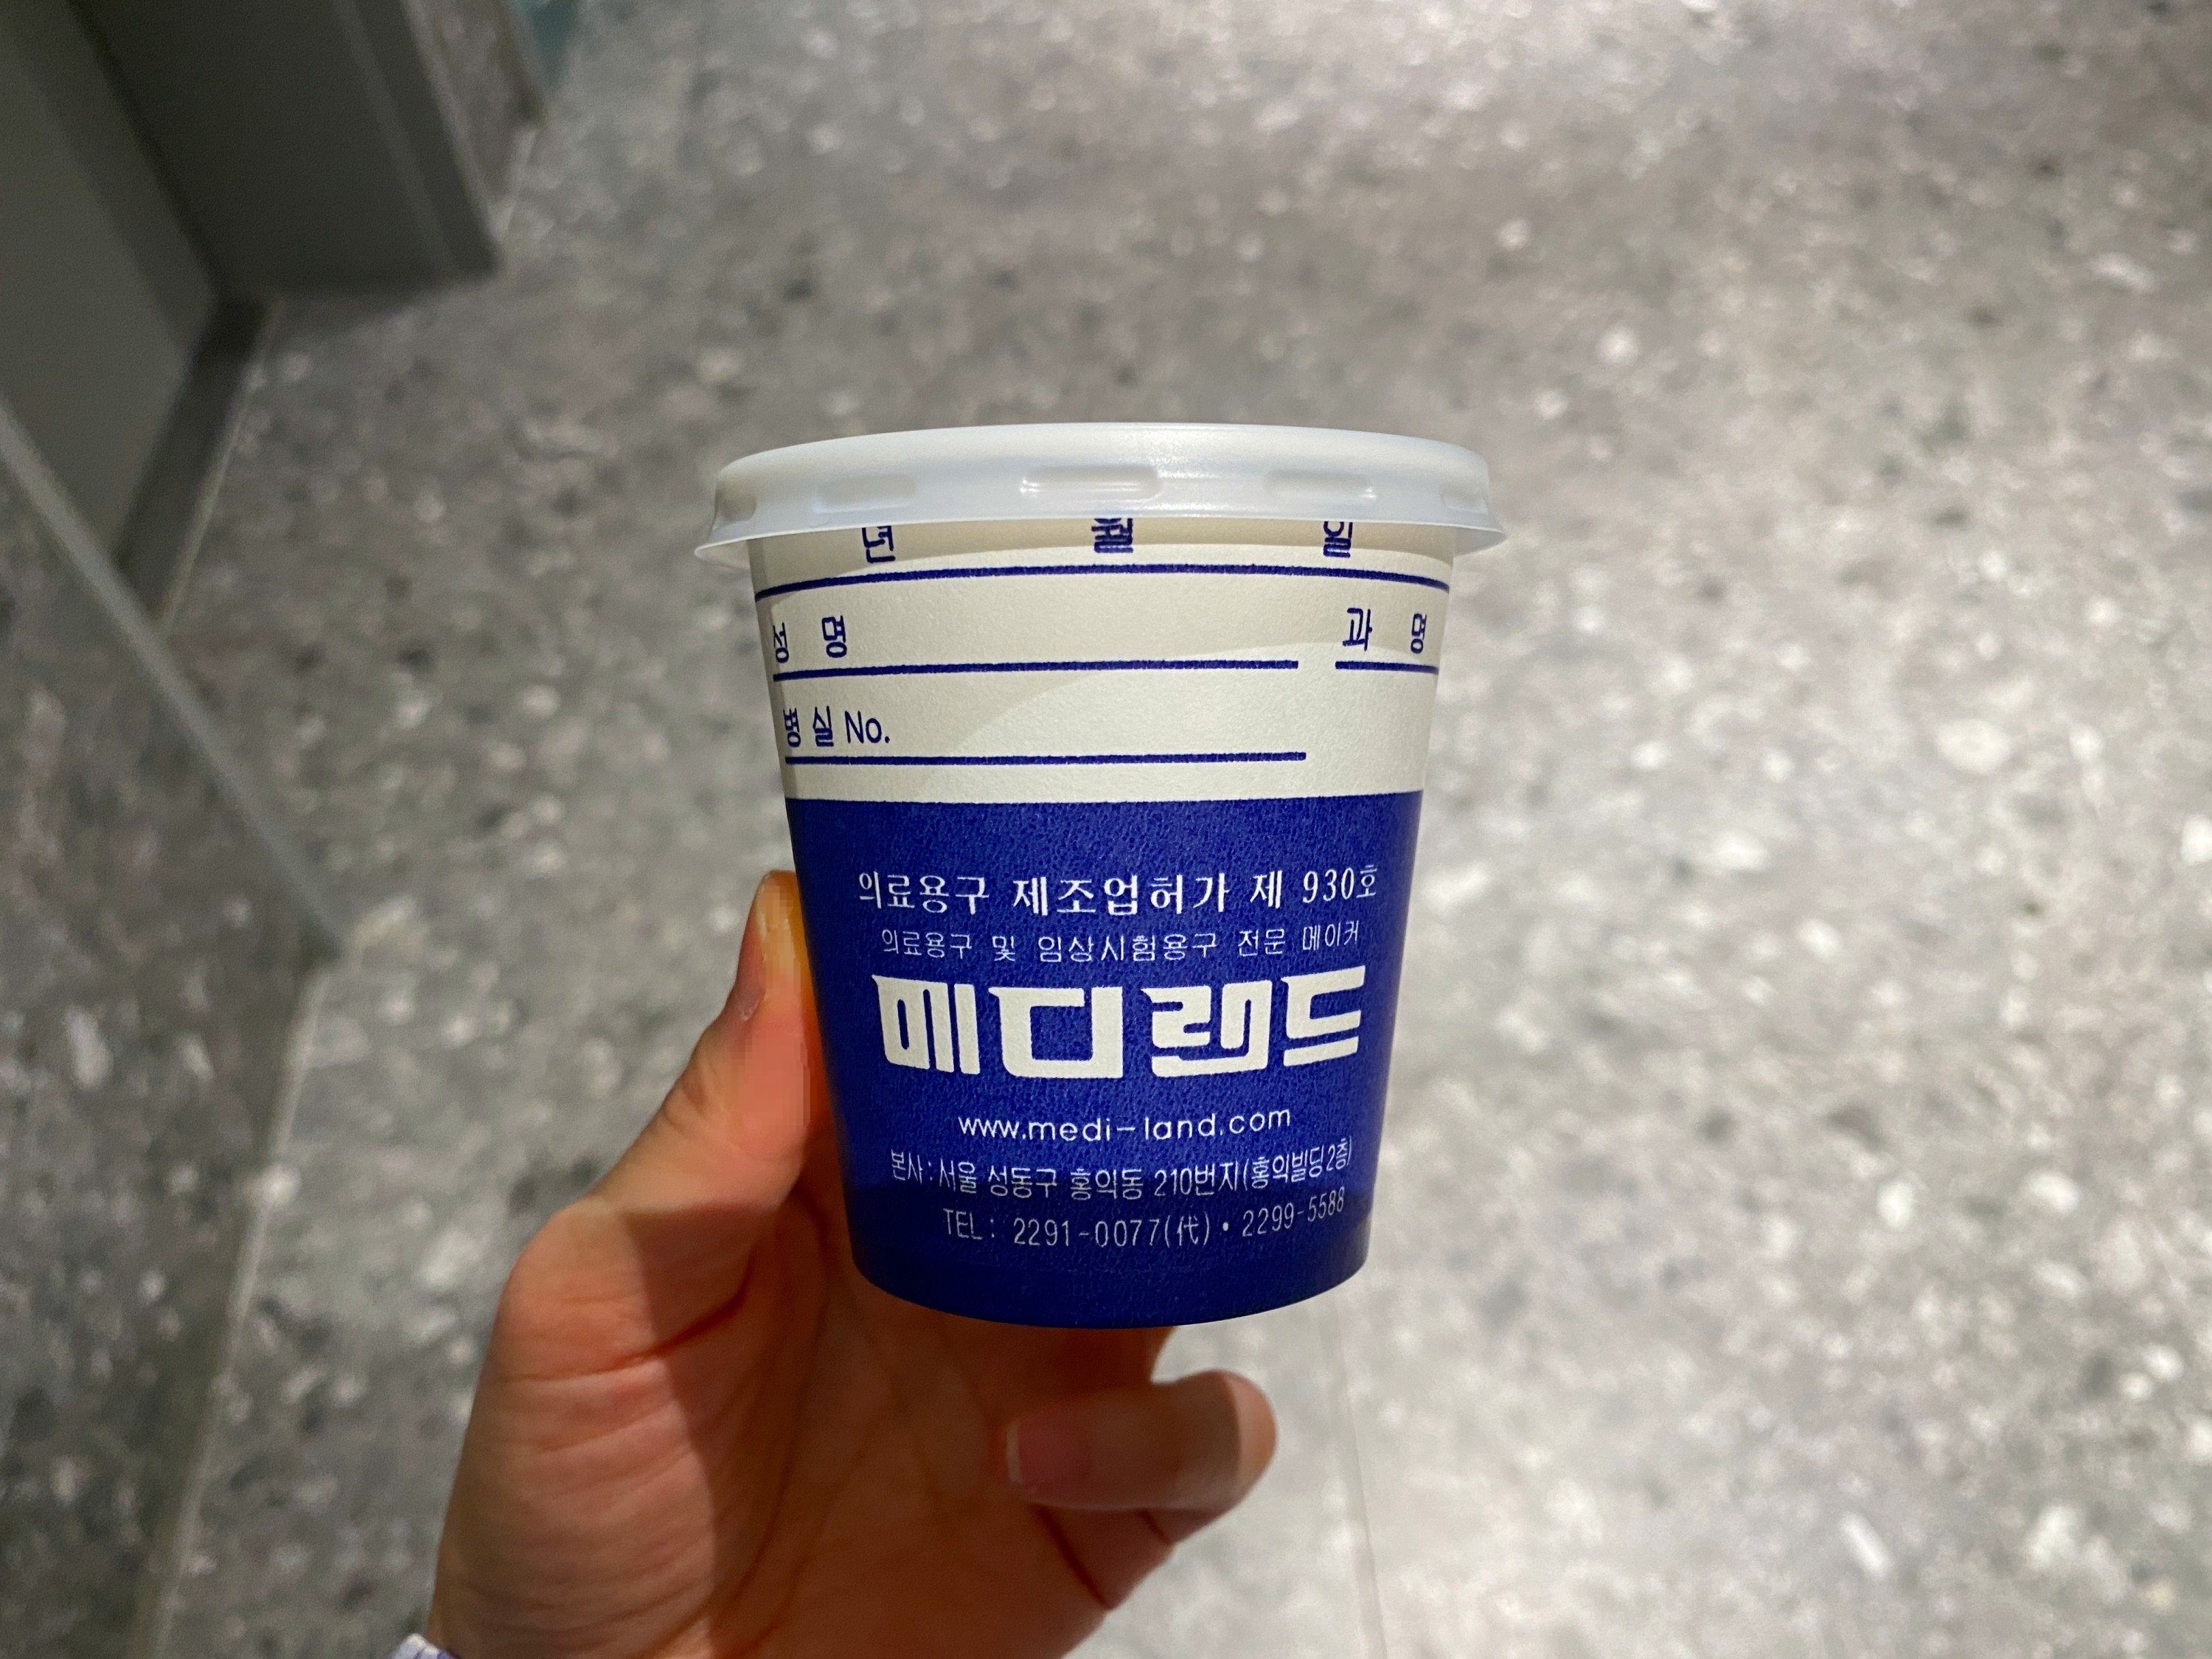 년 월 일
성 명 과 명
병 실 No.
의료용구 제조업허가 제 930호
의료용구 및 임상시험용구 전문 메이커
메디랜드
www.medi-land.com
본사:서울 성동구 홍익동 210번지(홍익빌딩2층)
TEL: 2291-0077(代)•2299-5588